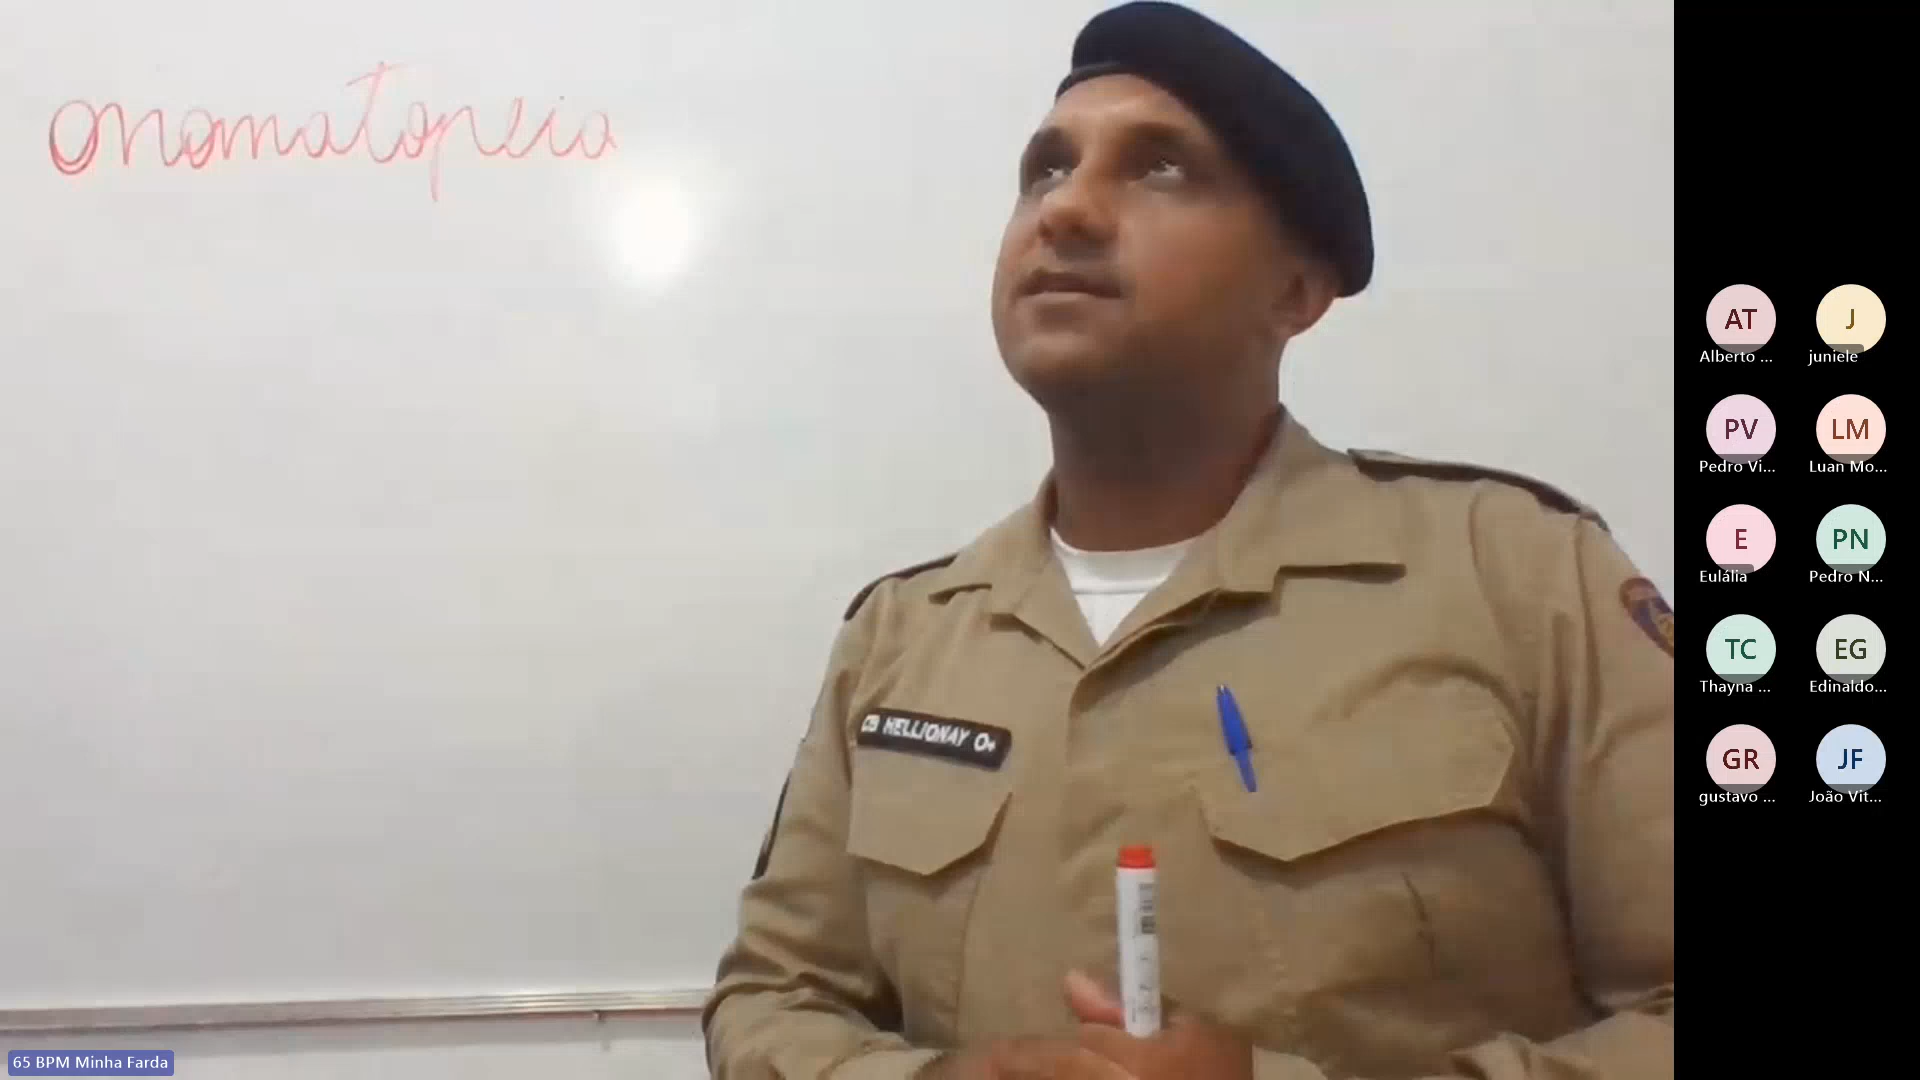 onomatopeia
CB HELLIONAY O+
AT
J
Alberto ...
juniele
PV
LM
Pedro Vi...
Luan Mo...
E
PN
Eulália
Pedro N...
TC
EG
Thayna ...
Edinaldo...
GR
JF
gustavo ...
João Vit...
65 BPM Minha Farda